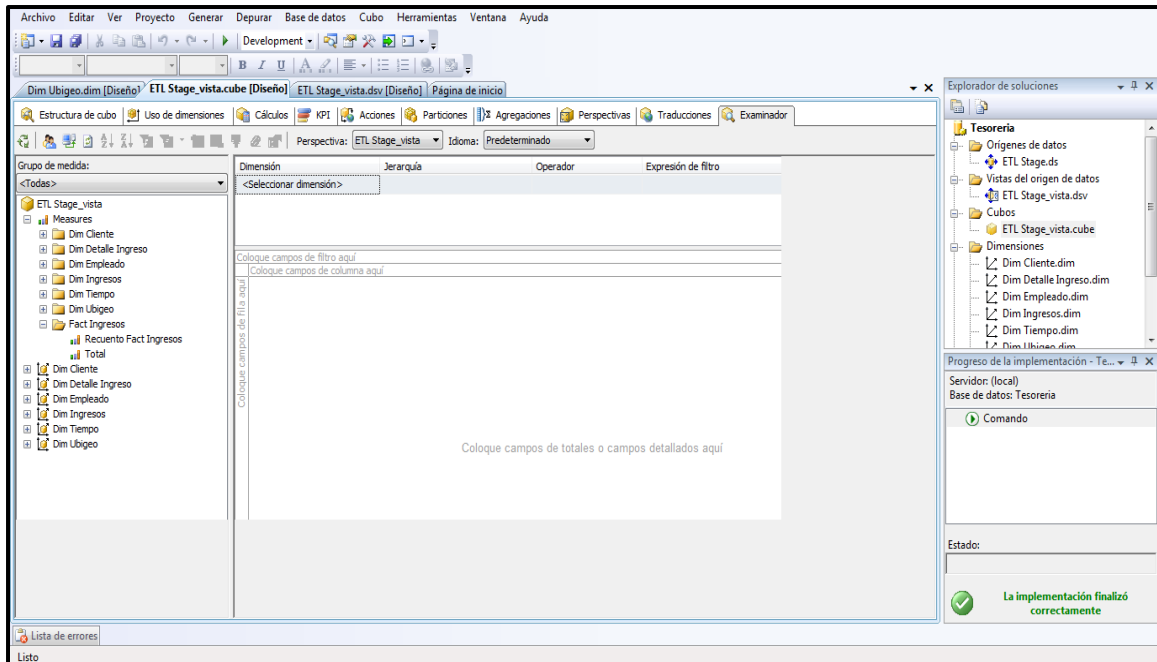 Archivo Editar Ver Proyecto Generar Depurar Base de datos Cubo Herramientas Ventana Ayuda
Development
B I U A
Dim Ubigeo.dim [Diseño] ETL Stage_vista.cube [Diseño] ETL Stage_vista.dsv [Diseño] Página de inicio
Estructura de cubo Uso de dimensiones Cálculos KPI Acciones Particiones Agregaciones Perspectivas Traducciones Examinador
Perspectiva: ETL Stage_vista Idioma: Predeterminado
Grupo de medida:
<Todas>
ETL Stage_vista
Measures
Dim Cliente
Dim Detalle Ingreso
Dim Empleado
Dim Ingresos
Dim Tiempo
Dim Ubigeo
Fact Ingresos
Recuento Fact Ingresos
Total
Dim Cliente
Dim Detalle Ingreso
Dim Empleado
Dim Ingresos
Dim Tiempo
Dim Ubigeo
Dimensión Jerarquía Operador Expresión de filtro
<Seleccionar dimensión>
Coloque campos de filtro aquí
Coloque campos de columna aquí
Coloque campos de fila aquí
Coloque campos de totales o campos detallados aquí
Explorador de soluciones
Tesoreria
Orígenes de datos
ETL Stage.ds
Vistas del origen de datos
ETL Stage_vista.dsv
Cubos
ETL Stage_vista.cube
Dimensiones
Dim Cliente.dim
Dim Detalle Ingreso.dim
Dim Empleado.dim
Dim Ingresos.dim
Dim Tiempo.dim
Dim Ubigeo.dim
Progreso de la implementación - Te...
Servidor: (local)
Base de datos: Tesoreria
Comando
Estado:
La implementación finalizó
correctamente
Lista de errores
Listo